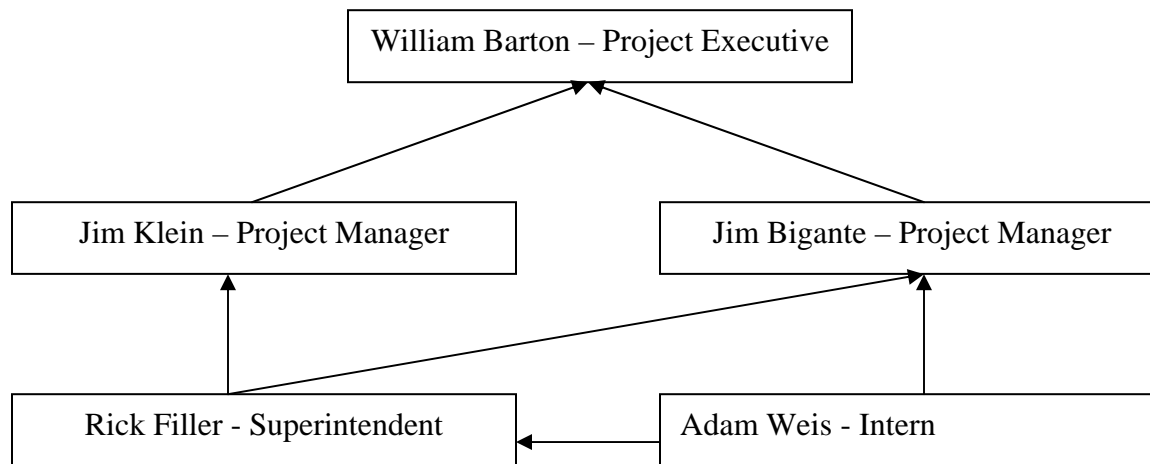 William Barton – Project Executive
Jim Klein – Project Manager
Jim Bigante – Project Manager
Rick Filler - Superintendent
Adam Weis - Intern